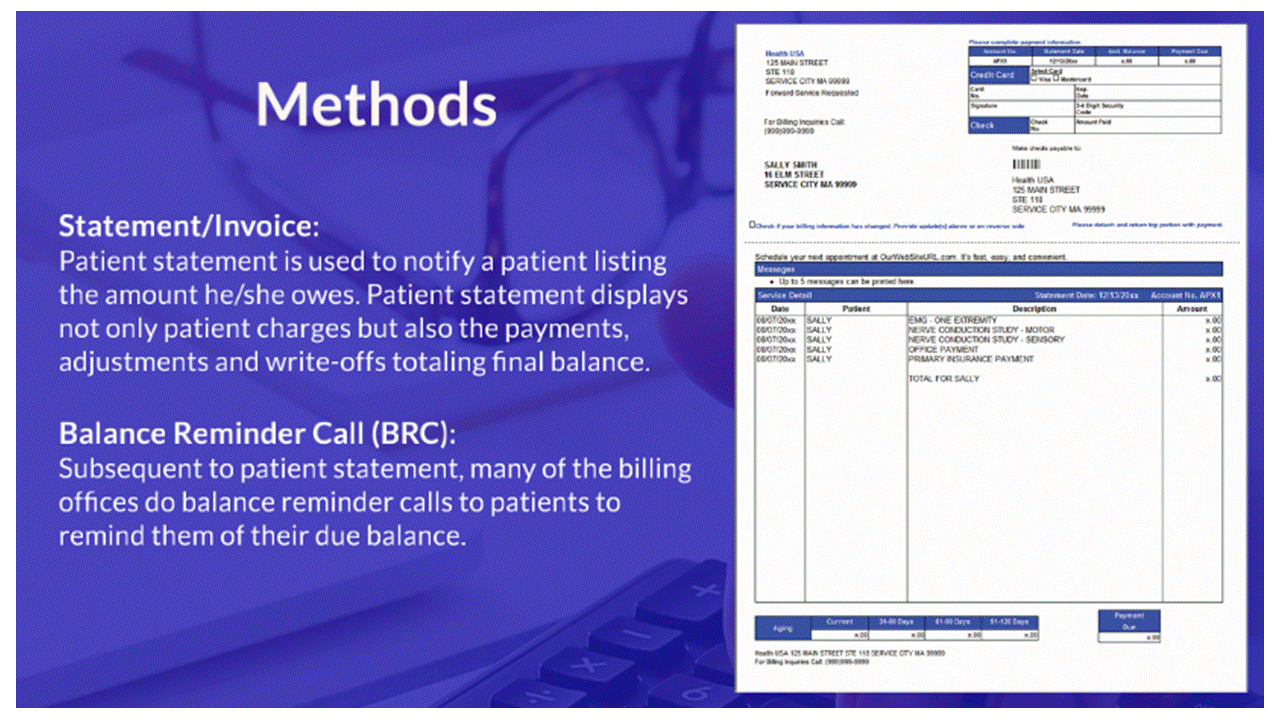 Methods
Statement/Invoice:
Patient statement is used to notify a patient listing
the amount he/she owes. Patient statement displays
not only patient charges but also the payments,
adjustments and write-offs totaling final balance.
Balance Reminder Call (BRC):
Subsequent to patient statement, many of the billing
offices do balance reminder calls to patients to
remind them of their due balance.
Please complete payment information.
Health USA
125 MAIN STREET
STE 110
SERVICE CITY MA 99999
Forward Service Requested
For Billing Inquiries Call:
(999)999-9999
SALLY SMITH
16 ELM STREET
SERVICE CITY MA 99999
Account No. Statement Date Balance Payment Due
APX1 12/13/20xx x.00 x.00
Credit Card
Select Card
Visa Mastercard
Card No. Exp. Date
Signature 3-4 Digit Security Code
Check Check No. Amount Paid
Make checks payable to:
Health USA
125 MAIN STREET
STE 110
SERVICE CITY MA 99999
Check if your billing information has changed. Provide update(s) above or on reverse side
Please detach and return top portion with payment.
Schedule your next appointment at OurWebSiteURL.com. It's fast, easy, and convenient.
Messages
• Up to 5 messages can be printed here.
Service Detail Statement Date: 12/13/20xx Account No. APX1
Date Patient Description Amount
08/07/20xx SALLY EMG - ONE EXTREMITY x.00
08/07/20xx SALLY NERVE CONDUCTION STUDY - MOTOR x.00
08/07/20xx SALLY NERVE CONDUCTION STUDY - SENSORY x.00
08/07/20xx SALLY OFFICE PAYMENT x.00
08/07/20xx SALLY PRIMARY INSURANCE PAYMENT x.00
TOTAL FOR SALLY x.00
Aging Current 31-60 Days 61-90 Days 91-120 Days
x.00 x.00 x.00 x.00
Payment
Due
x.00
Health USA 125 MAIN STREET STE 110 SERVICE CITY MA 99999
For Billing Inquiries Call: (999)999-9999